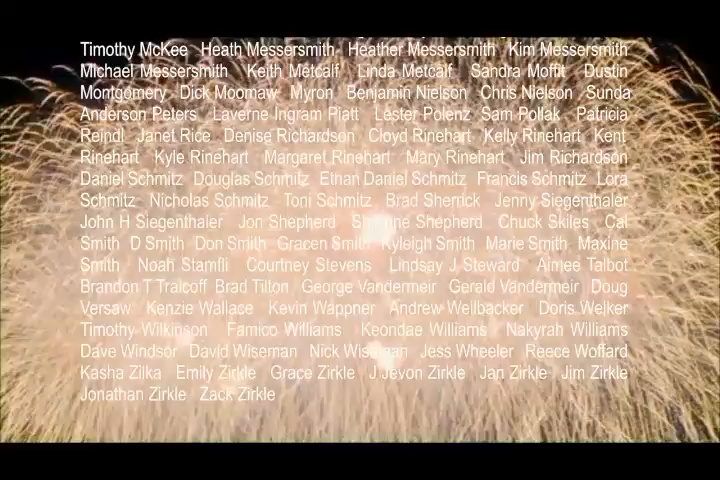 Timothy McKee Heath Messersmith Heather Messersmith Kim Messersmith
Michael Messersmith Keith Metcalf Linda Metcalf Sandra Moffit Dustin
Montgomery Dick Moomaw Myron Benjamin Nielson Chris Nielson Sunda
Anderson Peters Laverne Ingram Platt Lester Polenz Sam Pollak Patricia
Reindl Janet Rice Denise Richardson Cloyd Rinehart Kelly Rinehart Kent
Rinehart Kyle Rinehart Margaret Rinehart Mary Rinehart Jim Richardson
Daniel Schmitz Douglas Schmitz Ethan Daniel Schmitz Francis Schmitz Lora
Schmitz Nicholas Schmitz Toni Schmitz Brad Sherrick Jenny Siegenthaler
John H Siegenthaler Jon Shepherd Shepherd Chuck Skiles Cal
Smith D Smith Don Smith Gracen Smith Kyleigh Smith Marie Smith Maxine
Smith Noah Stamfli Courtney Stevens Lindsay J Steward Aimee Talbot
Brandon T Tralcoff Brad Tilton George Vandermeir Gerald Vandermeir Doug
Versaw Kenzie Wallace Kevin Wappner Andrew Weilbacker Doris Welker
Timothy Wilkinson Famico Williams Keondae Williams Nakyrah Williams
Dave Windsor David Wiseman Nick Wiseman Jess Wheeler Reece Woffard
Kasha Zilka Emily Zirkle Grace Zirkle J Jevon Zirkle Jan Zirkle Jim Zirkle
Jonathan Zirkle Zack Zirkle